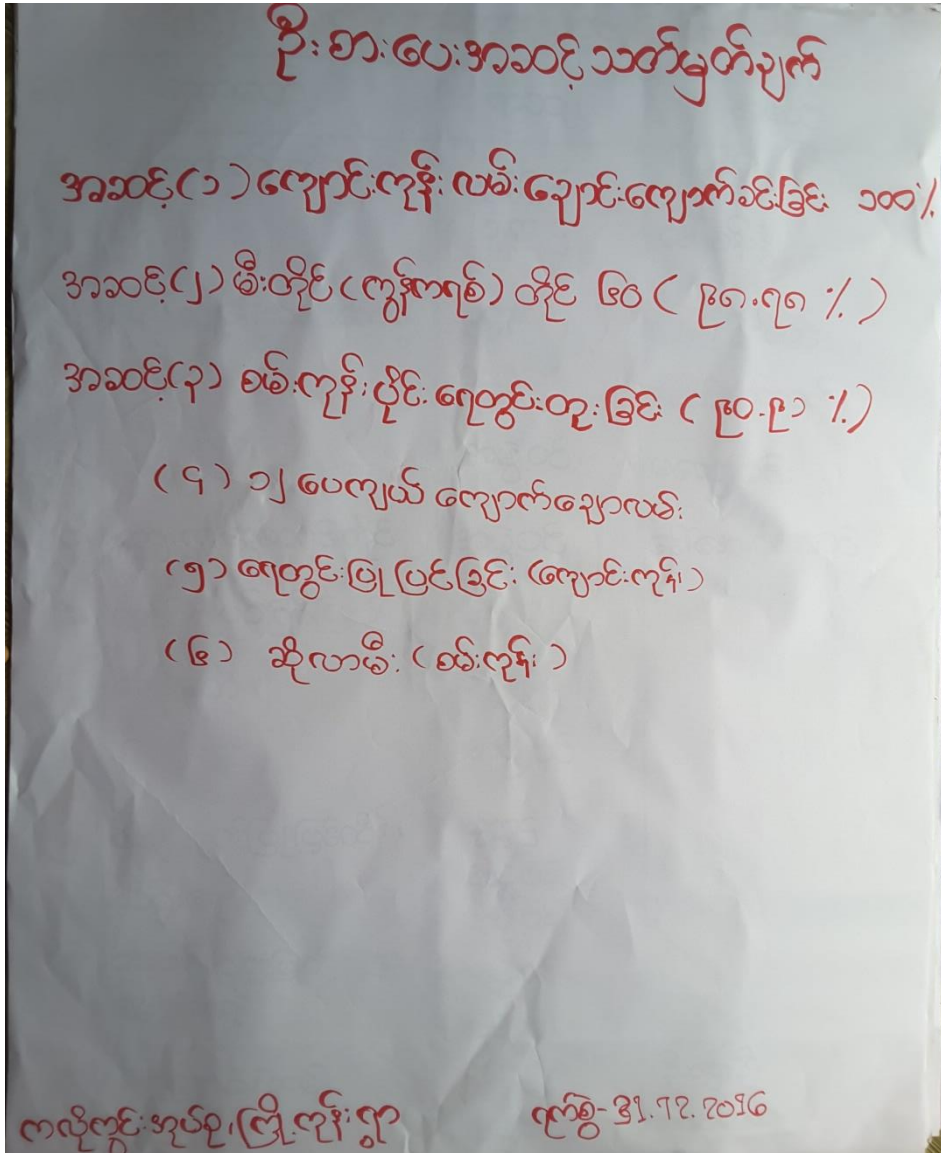 ဦးစားပေးအဆင့်သတ်မှတ်ချက်
အဆင့်(၁) ကျောင်းကုန်းလမ်းချောင်းကျောက်ခင်းခြင်း ၁၀၀%
အဆင့်(၂) မီးတိုင်(ကွန်ကရစ်) တိုင် ၆၀ ( ၉၈.၇၈ % )
အဆင့်(၃) စမ်းကုန်းပိုင်းရေတွင်းတူးခြင်း ( ၉၀.၉၁ %)
(၄) ၁၂ ပေကျယ် ကျောက်ချောလမ်း
(၅) ရေတွင်းပြုပြင်ခြင်း (ကျောင်းကုန်း)
(၆) ဆိုလာမီး (စမ်းကုန်း)
ကလိုကွင်းအုပ်စု၊ကြို့ကုန်းရွာ
ရက်စွဲ-31.12.2016